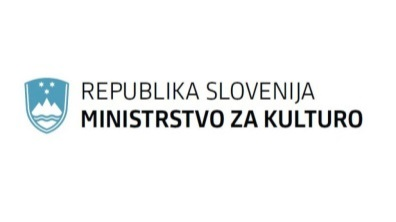 REPUBLIKA SLOVENIJA
MINISTRSTVO ZA KULTURO